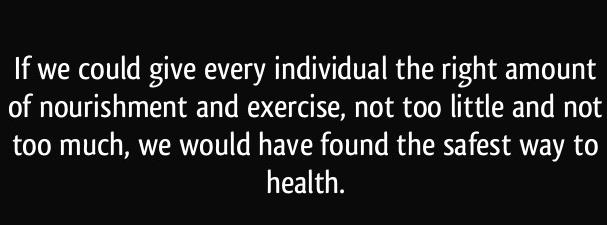 If we could give every individual the right amount
of nourishment and exercise, not too little and not
too much, we would have found the safest way to
health.